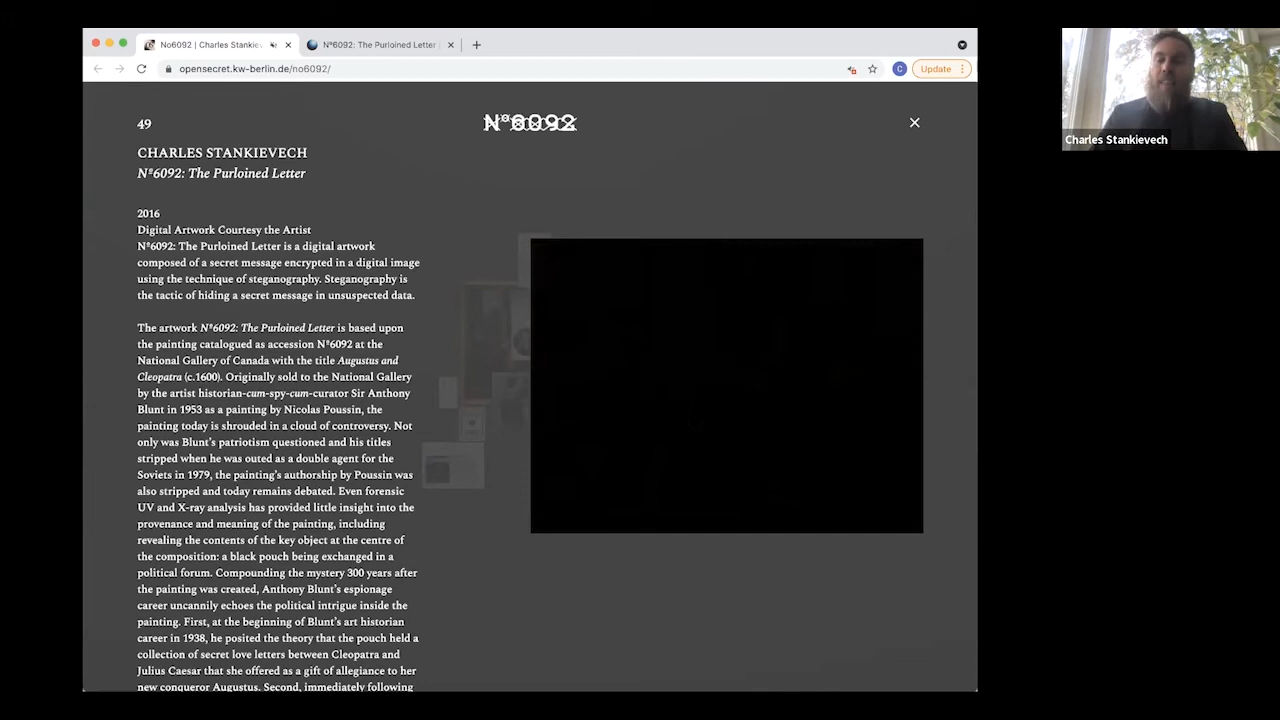 No6092 | Charles Stankiev
Nº6092: The Purloined Letter |
opensecret.kw-berlin.de/no6092/
C
Update
49
Nº6092
CHARLES STANKIEVECH
Nº6092: The Purloined Letter
2016
Digital Artwork Courtesy the Artist
Nº6092: The Purloined Letter is a digital artwork
composed of a secret message encrypted in a digital image
using the technique of steganography. Steganography is
the tactic of hiding a secret message in unsuspected data.
The artwork Nº6092: The Purloined Letter is based upon
the painting catalogued as accession Nº6092 at the
National Gallery of Canada with the title Augustus and
Cleopatra (c.1600). Originally sold to the National Gallery
by the artist historian-cum-spy-cum-curator Sir Anthony
Blunt in 1953 as a painting by Nicolas Poussin, the
painting today is shrouded in a cloud of controversy. Not
only was Blunt's patriotism questioned and his titles
stripped when he was outed as a double agent for the
Soviets in 1979, the painting's authorship by Poussin was
also stripped and today remains debated. Even forensic
UV and X-ray analysis has provided little insight into the
provenance and meaning of the painting, including
revealing the contents of the key object at the centre of
the composition: a black pouch being exchanged in a
political forum. Compounding the mystery 300 years after
the painting was created, Anthony Blunt's espionage
career uncannily echoes the political intrigue inside the
painting. First, at the beginning of Blunt's art historian
career in 1938, he posited the theory that the pouch held a
collection of secret love letters between Cleopatra and
Julius Caesar that she offered as a gift of allegiance to her
new conqueror Augustus. Second, immediately following
Charles Stankievech